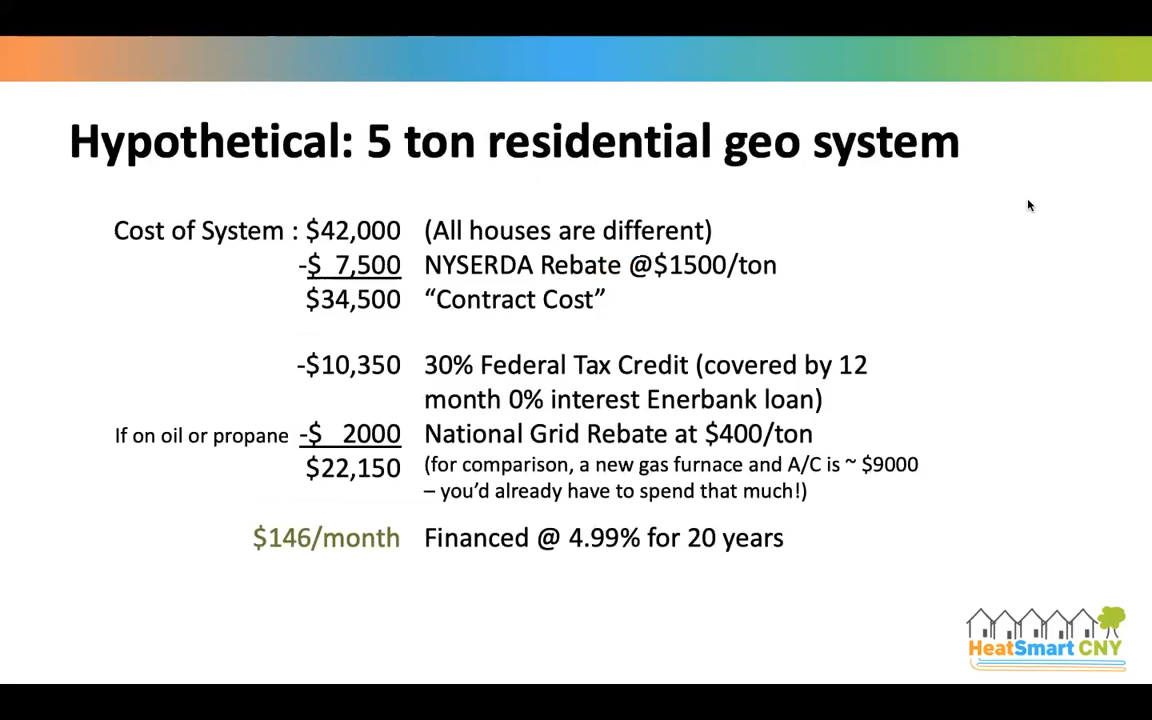 Hypothetical: 5 ton residential geo system
Cost of System : $42,000 (All houses are different)
-$ 7,500 NYSERDA Rebate @$1500/ton
$34,500 “Contract Cost”
-$10,350 30% Federal Tax Credit (covered by 12
month 0% interest Enerbank loan)
If on oil or propane -$ 2000 National Grid Rebate at $400/ton
$22,150 (for comparison, a new gas furnace and A/C is ~ $9000
– you’d already have to spend that much!)
$146/month Financed @ 4.99% for 20 years
HeatSmart CNY